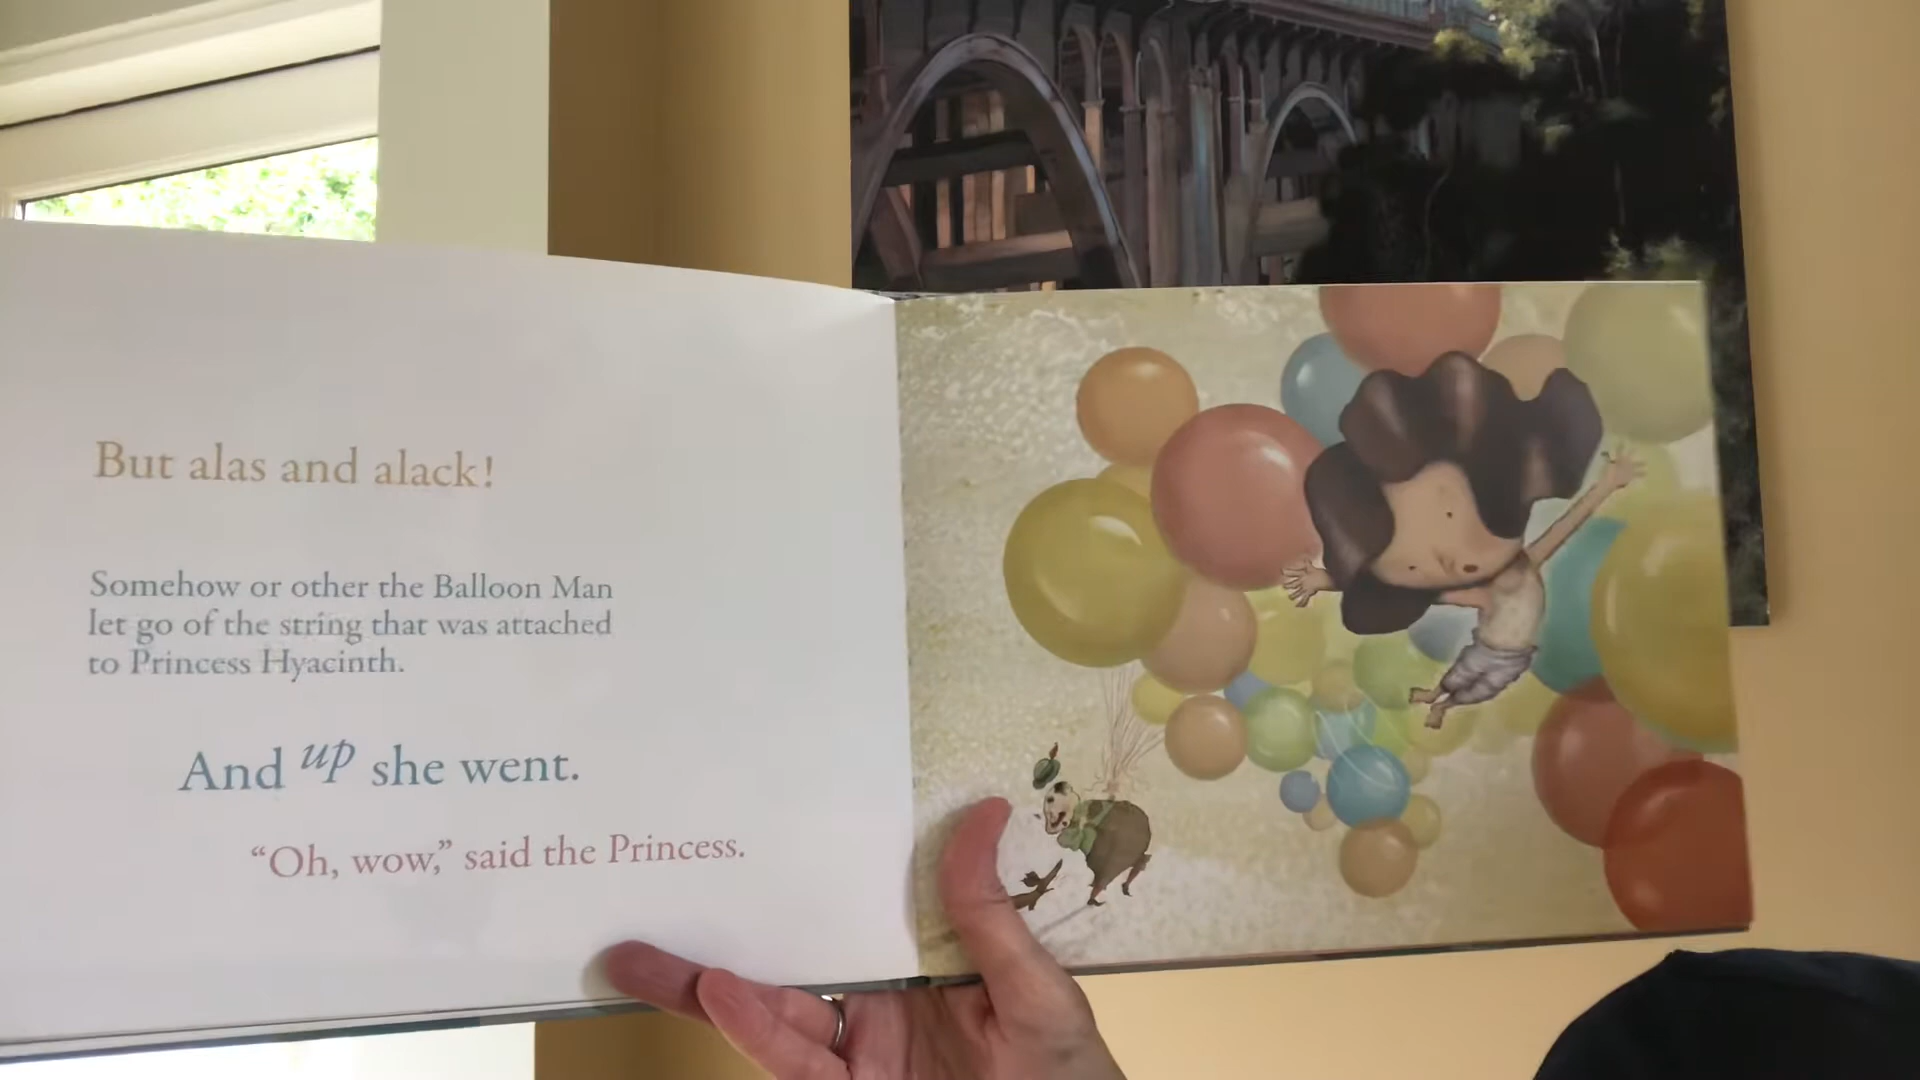 But alas and alack!
Somehow or other the Balloon Man
let go of the string that was attached
to Princess Hyacinth.
And up she went.
“Oh, wow,” said the Princess.